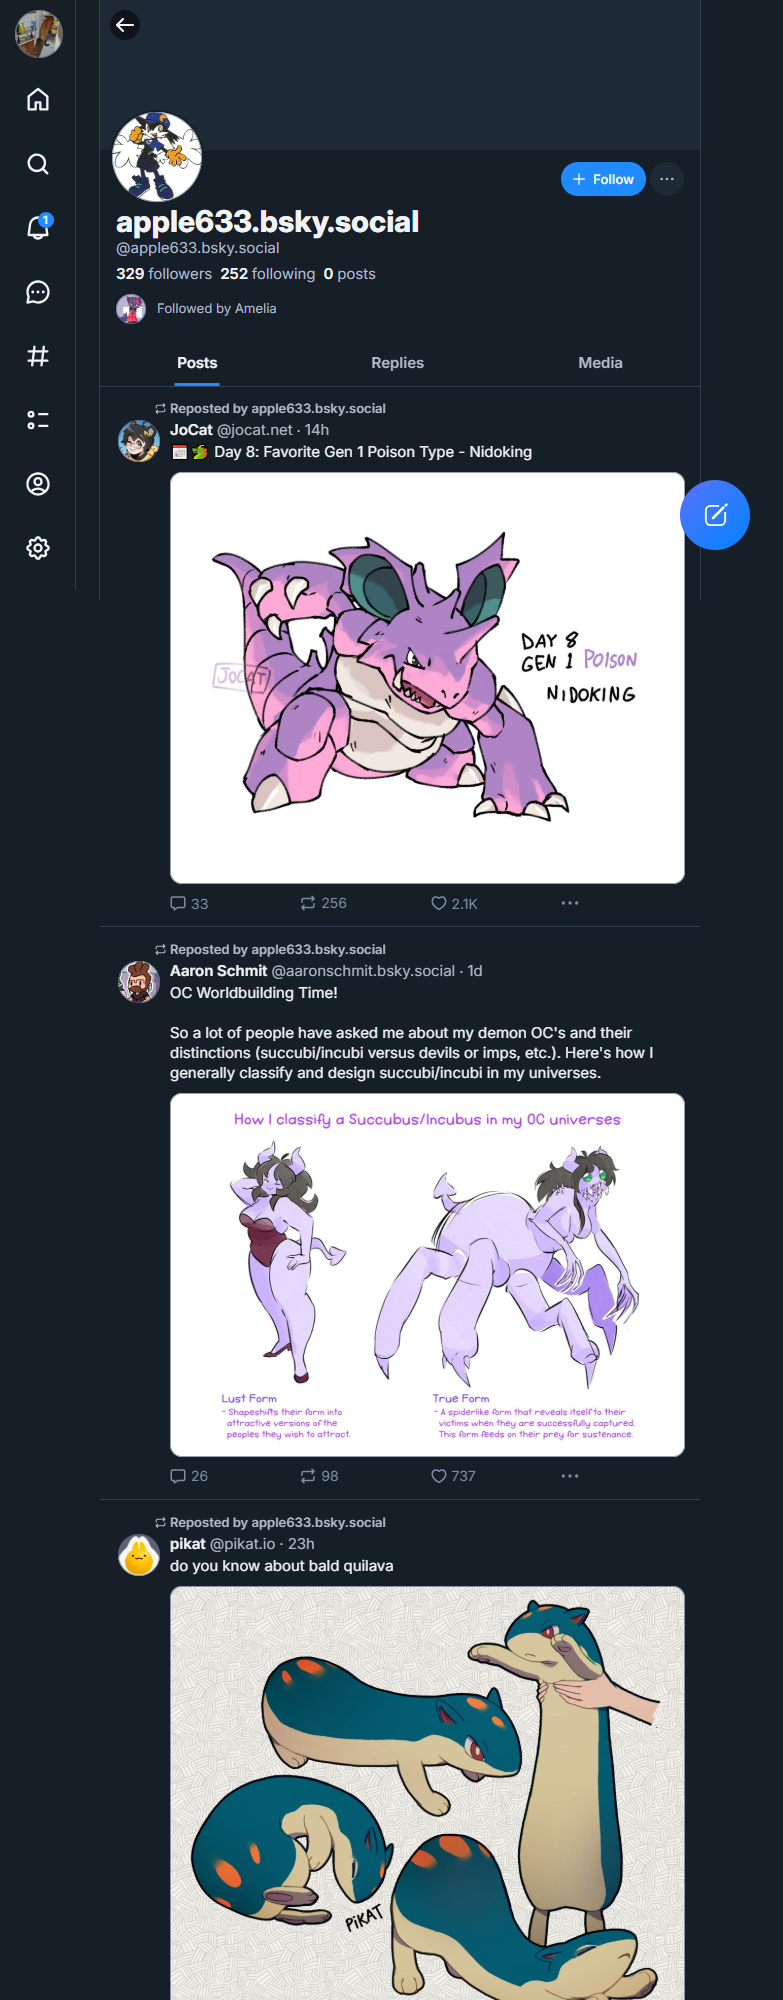 1
+ Follow
apple633.bsky.social
@apple633.bsky.social
329 followers 252 following 0 posts
Followed by Amelia
Posts Replies Media
Reposted by apple633.bsky.social
JoCat @jocat.net · 14h
Day 8: Favorite Gen 1 Poison Type - Nidoking
DAY 8
GEN 1 POISON
NIDOKING
JoCAT
33 256 2.1K
Reposted by apple633.bsky.social
Aaron Schmit @aaronschmit.bsky.social · 1d
OC Worldbuilding Time!
So a lot of people have asked me about my demon OC's and their
distinctions (succubi/incubi versus devils or imps, etc.). Here's how I
generally classify and design succubi/incubi in my universes.
How I classify a Succubus/Incubus in my OC universes
Lust Form
- Shapeshifts their form into
attractive versions of the
peoples they wish to attract.
True Form
- A spiderlike form that reveals itself to their
victims when they are successfully captured.
This form feeds on their prey for sustenance.
26 98 737
Reposted by apple633.bsky.social
pikat @pikat.io · 23h
do you know about bald quilava
PiKAT